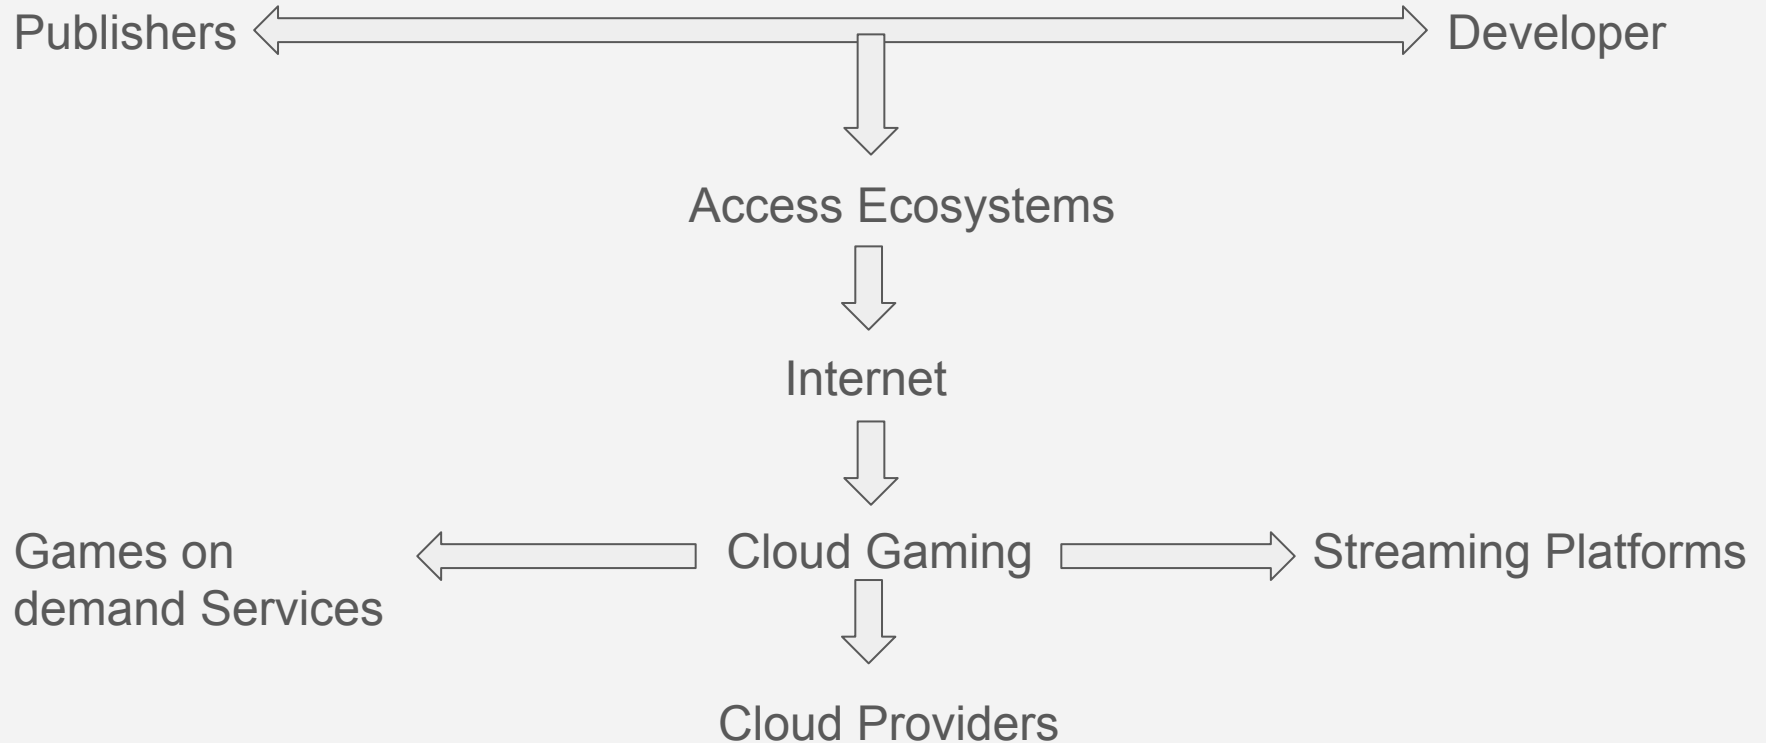 Publishers
Developer
Access Ecosystems
Internet
Games on
demand Services
Cloud Gaming
Streaming Platforms
Cloud Providers